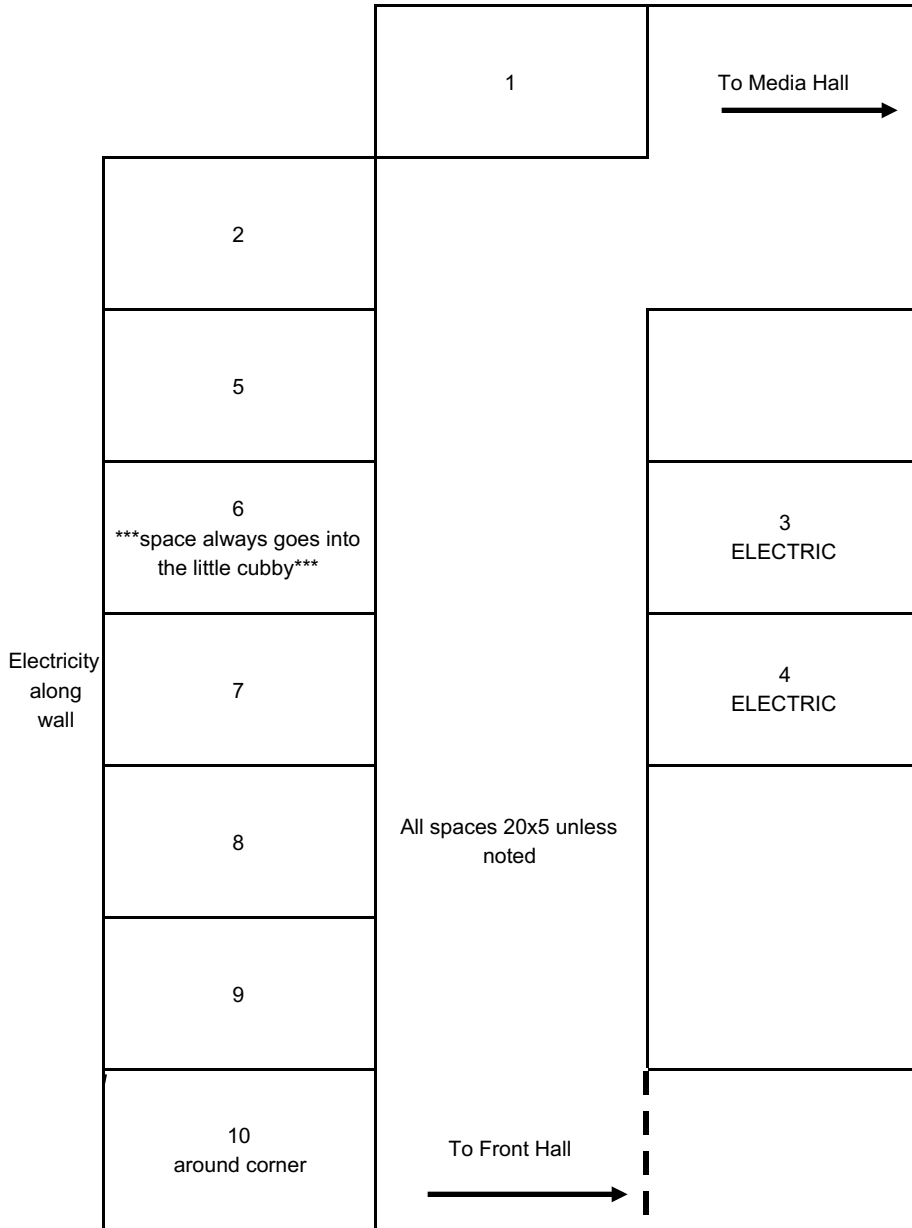 1
To Media Hall
2
5
6
***space always goes into
the little cubby***
3
ELECTRIC
Electricity
along
wall
7
4
ELECTRIC
8
All spaces 20x5 unless
noted
9
10
around corner
To Front Hall